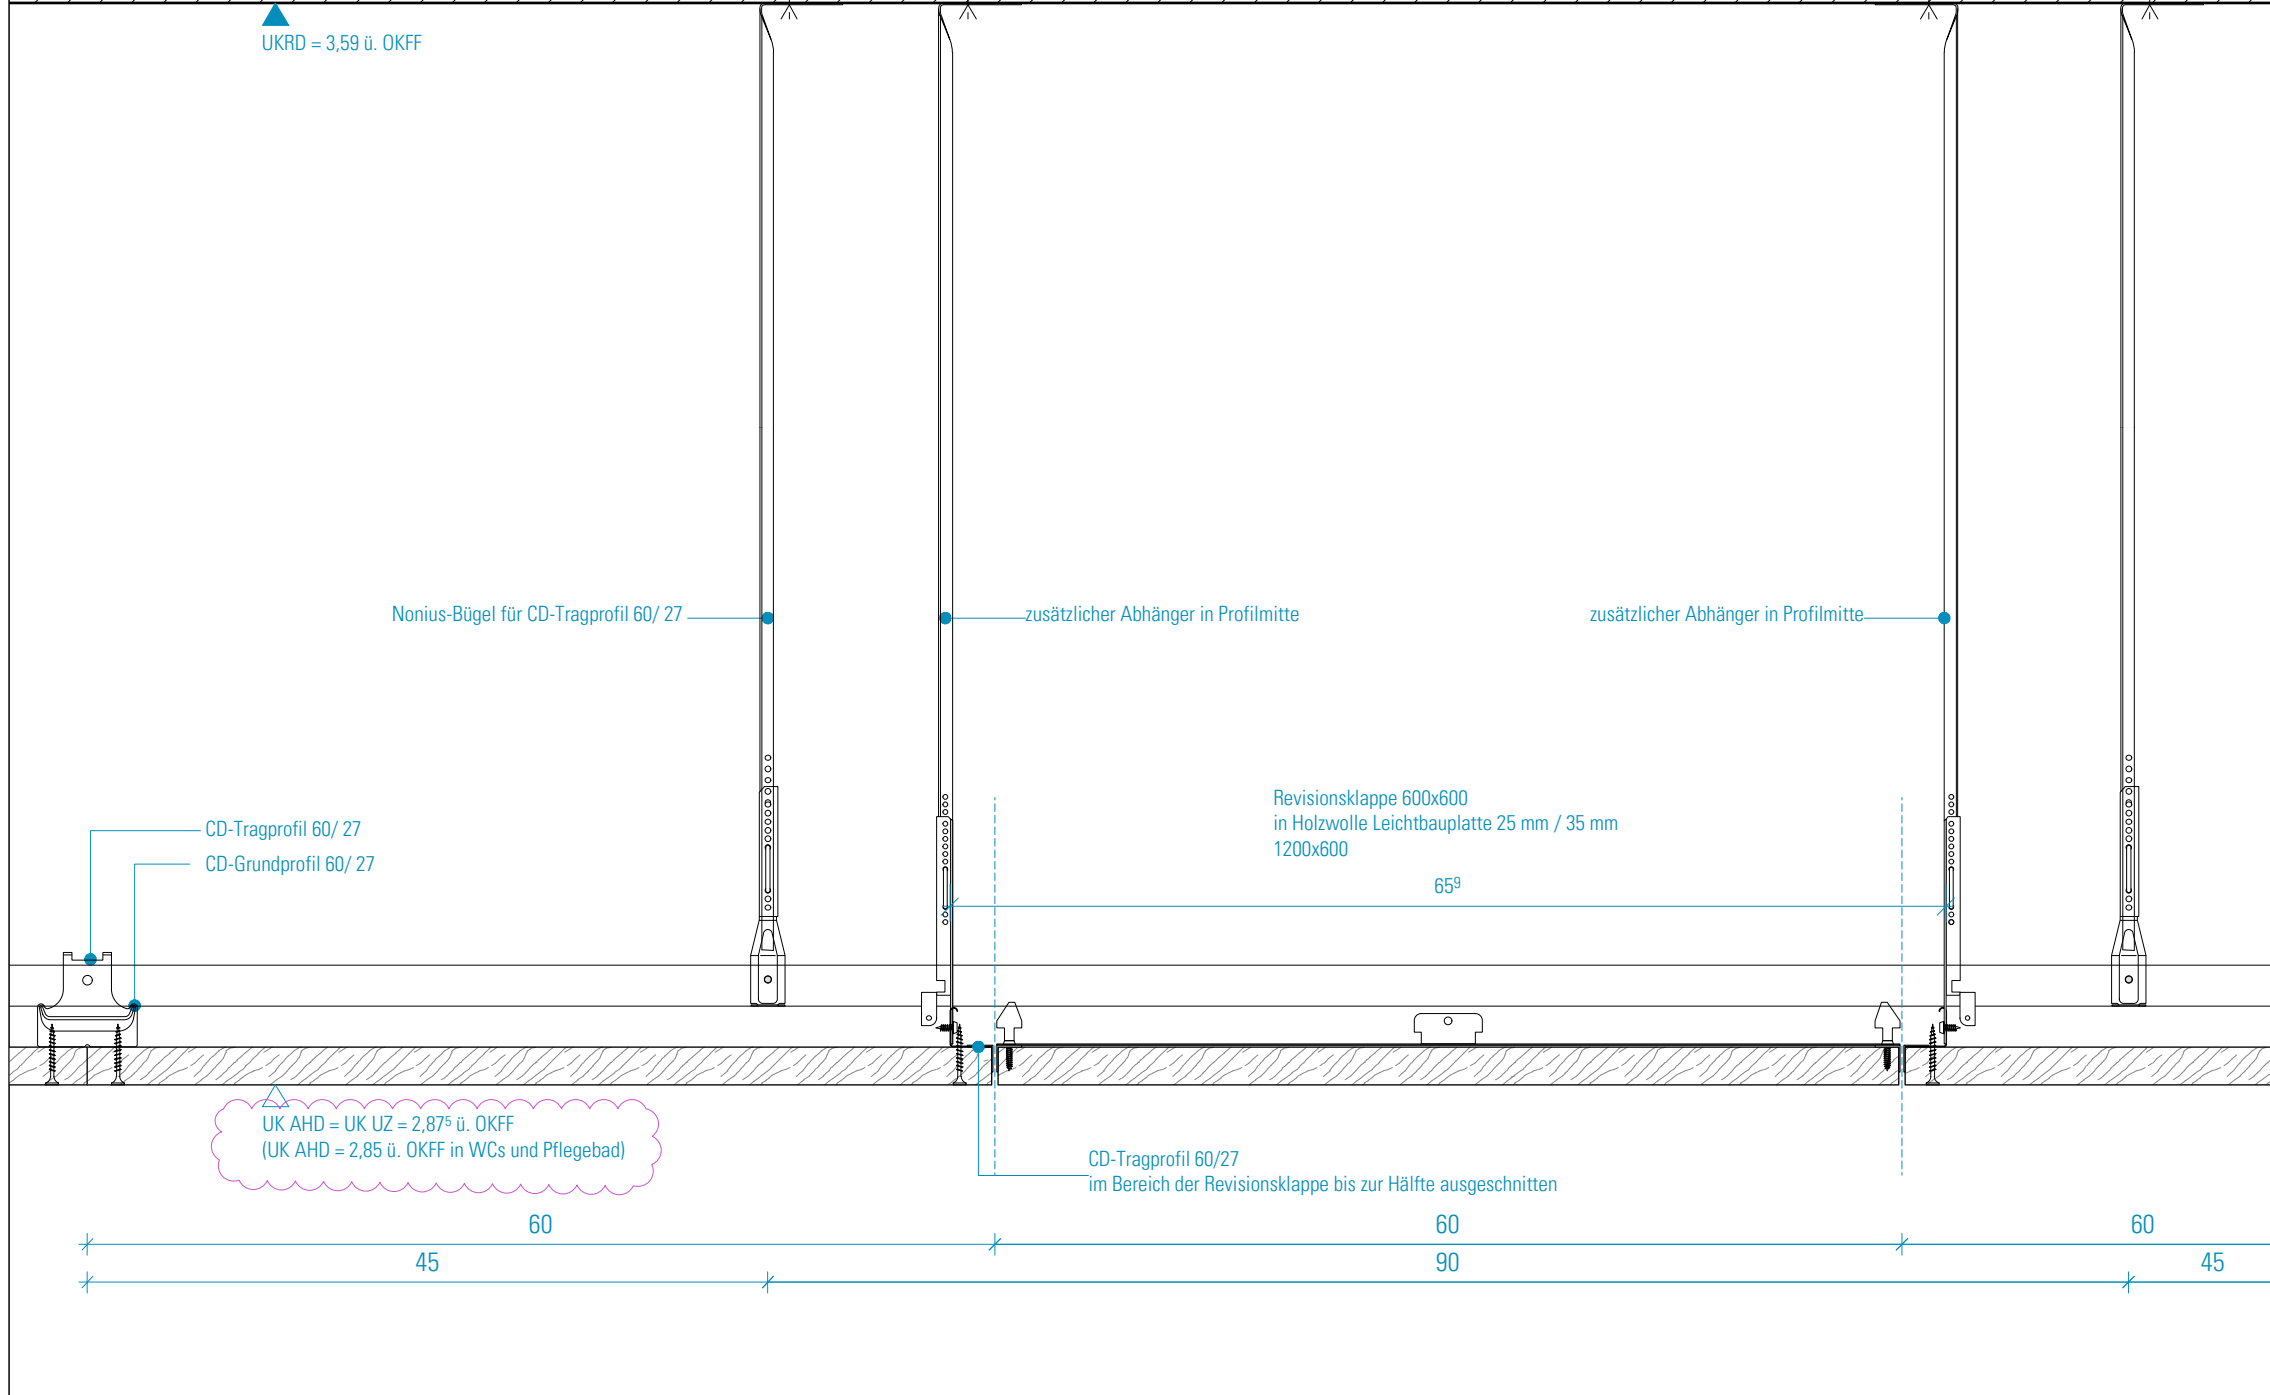 UKRD = 3,59 ü. OKFF
Nonius-Bügel für CD-Tragprofil 60/ 27
zusätzlicher Abhänger in Profilmitte
zusätzlicher Abhänger in Profilmitte
Revisionsklappe 600x600
in Holzwolle Leichtbauplatte 25 mm / 35 mm
1200x600
CD-Tragprofil 60/ 27
CD-Grundprofil 60/ 27
65⁹
UK AHD = UK UZ = 2,87⁵ ü. OKFF
(UK AHD = 2,85 ü. OKFF in WCs und Pflegebad)
CD-Tragprofil 60/27
im Bereich der Revisionsklappe bis zur Hälfte ausgeschnitten
60 60 60
45 90 45